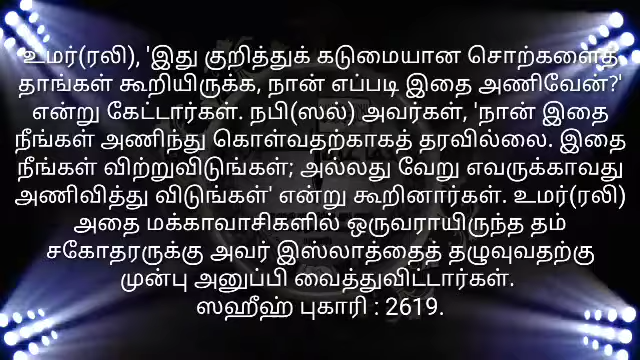 உமர்(ரலி), 'இது குறித்துக் கடுமையான சொற்களைத்
தாங்கள் கூறியிருக்க, நான் எப்படி இதை அணிவேன்?'
என்று கேட்டார்கள். நபி(ஸல்) அவர்கள், 'நான் இதை
நீங்கள் அணிந்து கொள்வதற்காகத் தரவில்லை. இதை
நீங்கள் விற்றுவிடுங்கள்; அல்லது வேறு எவருக்காவது
அணிவித்து விடுங்கள்' என்று கூறினார்கள். உமர்(ரலி)
அதை மக்காவாசிகளில் ஒருவராயிருந்த தம்
சகோதரருக்கு அவர் இஸ்லாத்தைத் தழுவுவதற்கு
முன்பு அனுப்பி வைத்துவிட்டார்கள்.
ஸஹீஹ் புகாரி : 2619.